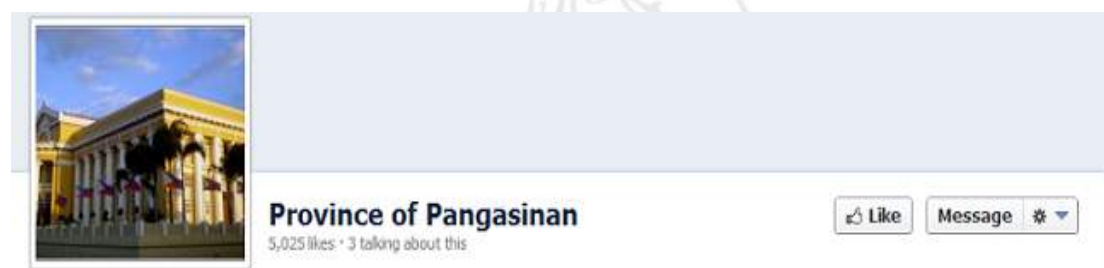 Province of Pangasinan
5,025 likes · 3 talking about this
Like
Message